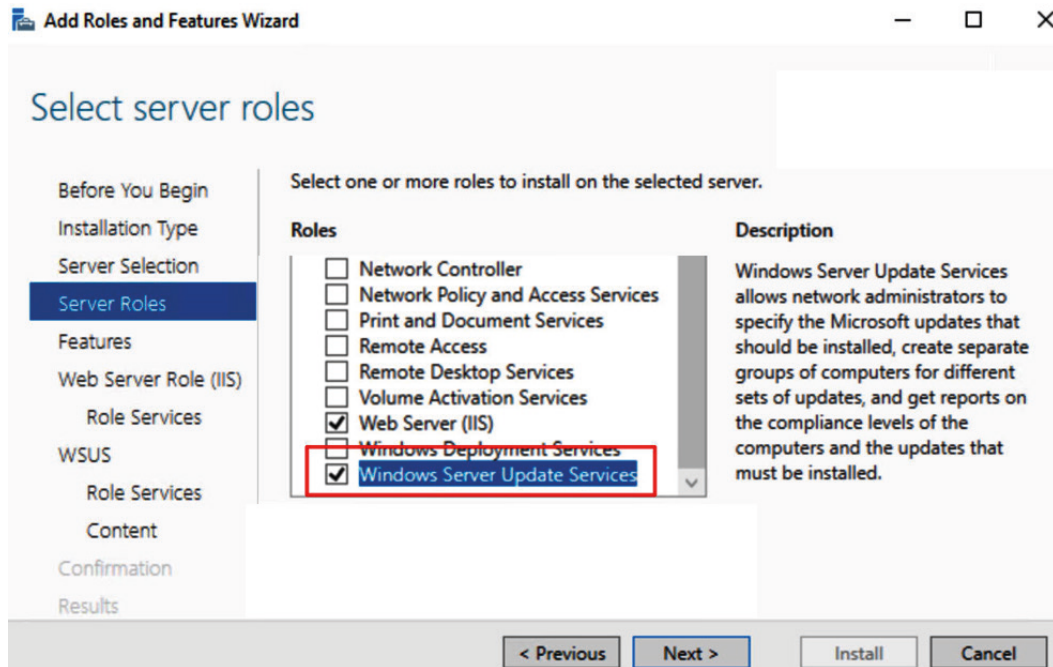 Add Roles and Features Wizard
Select server roles
Before You Begin
Installation Type
Server Selection
Server Roles
Features
Web Server Role (IIS)
Role Services
WSUS
Role Services
Content
Confirmation
Results
Select one or more roles to install on the selected server.
Roles
Network Controller
Network Policy and Access Services
Print and Document Services
Remote Access
Remote Desktop Services
Volume Activation Services
Web Server (IIS)
Windows Deployment Services
Windows Server Update Services
Description
Windows Server Update Services
allows network administrators to
specify the Microsoft updates that
should be installed, create separate
groups of computers for different
sets of updates, and get reports on
the compliance levels of the
computers and the updates that
must be installed.
< Previous
Next >
Install
Cancel